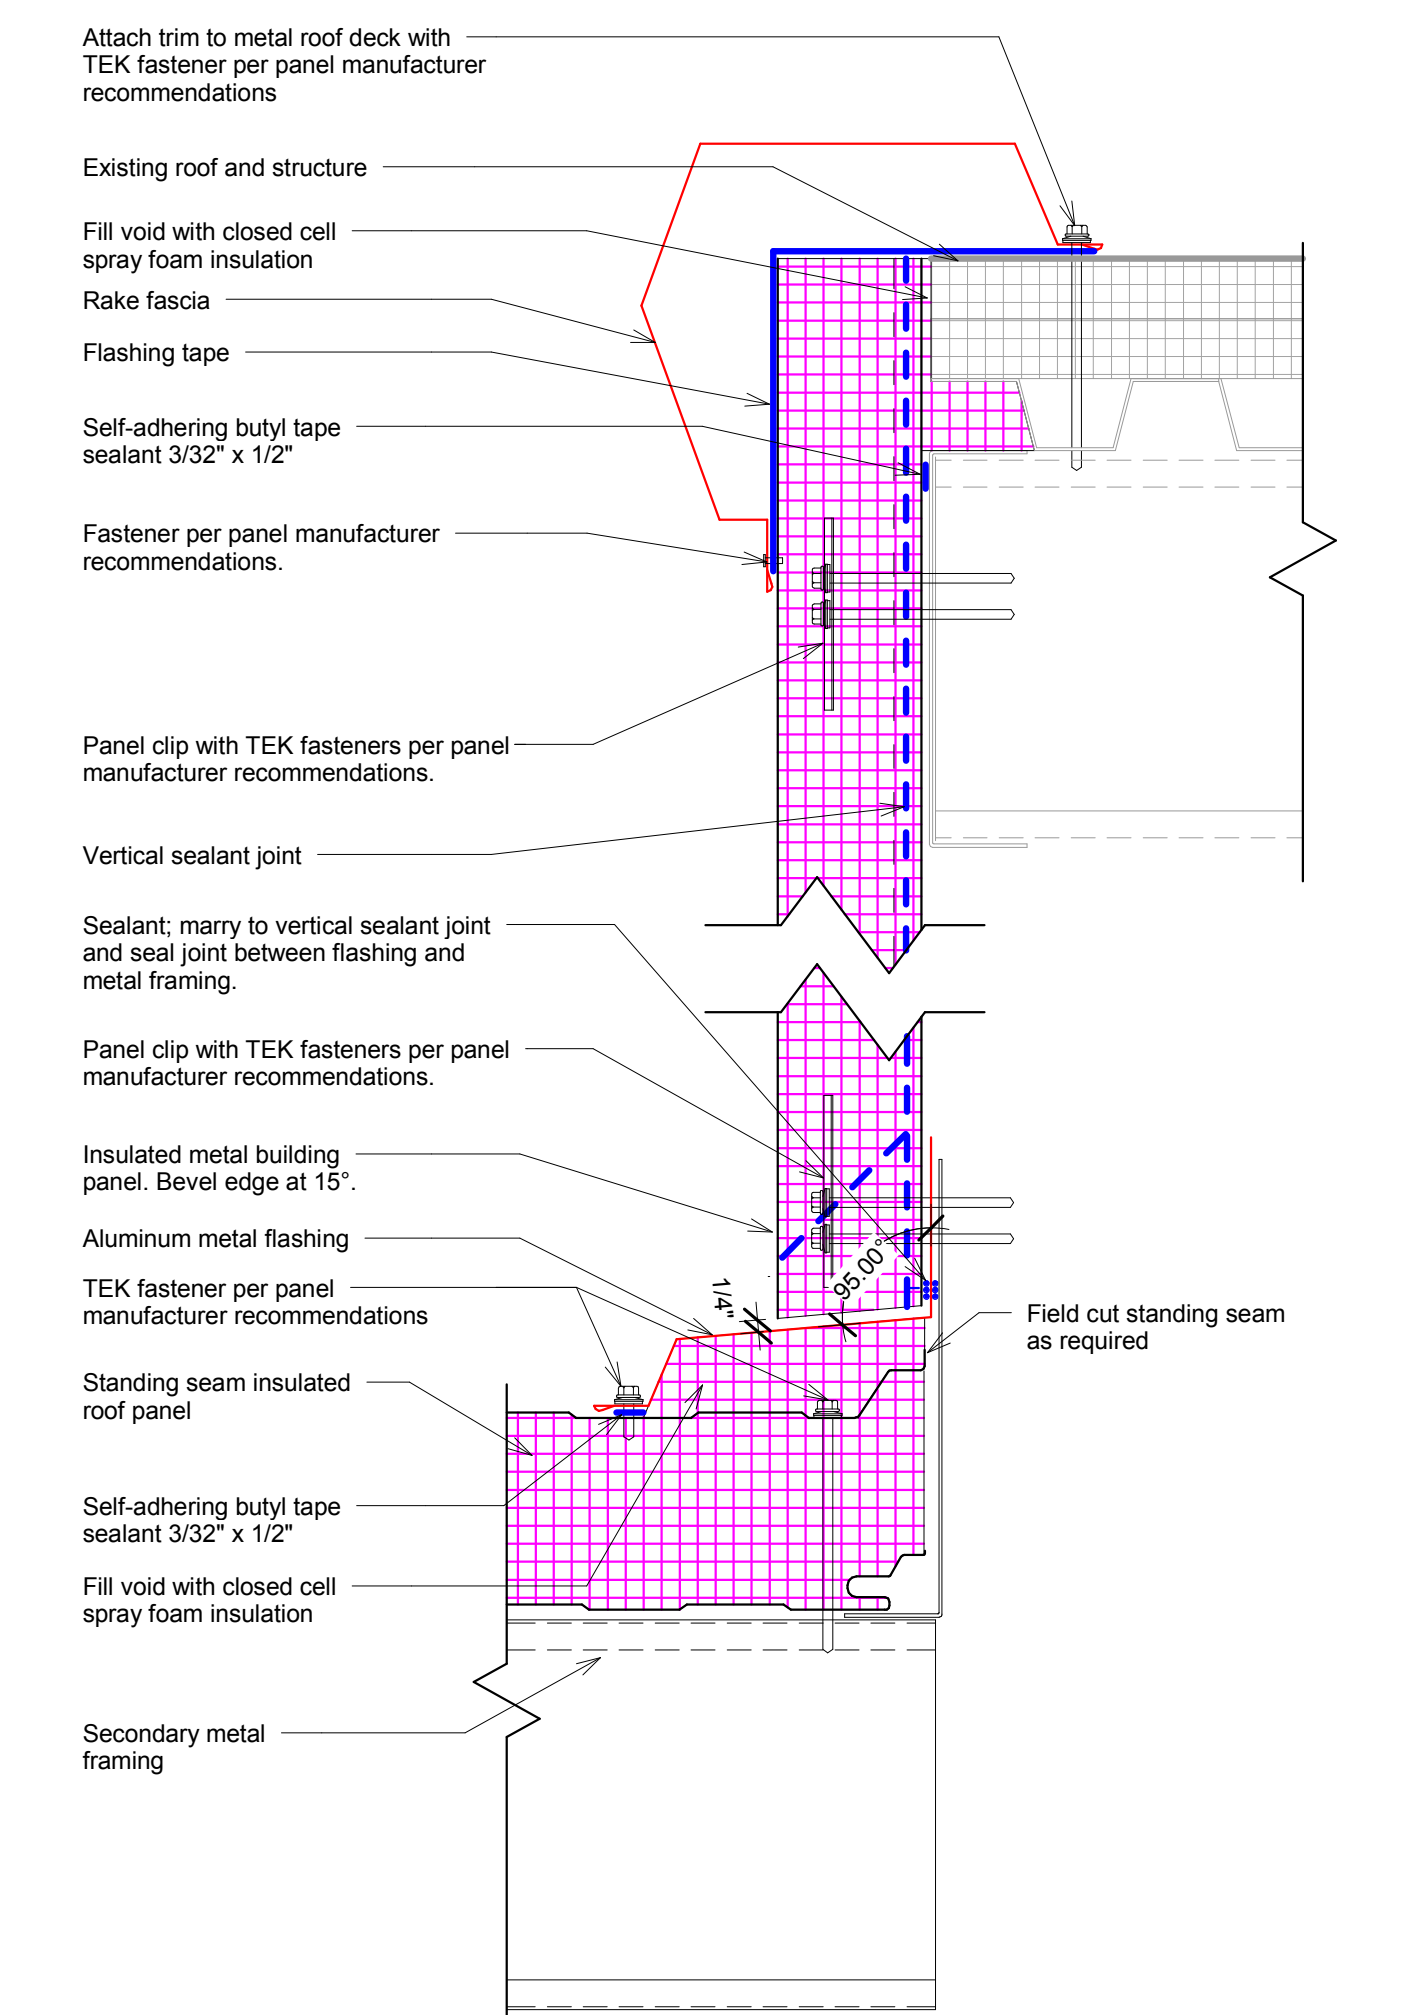 Attach trim to metal roof deck with
TEK fastener per panel manufacturer
recommendations
Existing roof and structure
Fill void with closed cell
spray foam insulation
Rake fascia
Flashing tape
Self-adhering butyl tape
sealant 3/32" x 1/2"
Fastener per panel manufacturer
recommendations.
Panel clip with TEK fasteners per panel
manufacturer recommendations.
Vertical sealant joint
Sealant; marry to vertical sealant joint
and seal joint between flashing and
metal framing.
Panel clip with TEK fasteners per panel
manufacturer recommendations.
Insulated metal building
panel. Bevel edge at 15°.
Aluminum metal flashing
TEK fastener per panel
manufacturer recommendations
1/4"
95.00°
Field cut standing seam
as required
Standing seam insulated
roof panel
Self-adhering butyl tape
sealant 3/32" x 1/2"
Fill void with closed cell
spray foam insulation
Secondary metal
framing